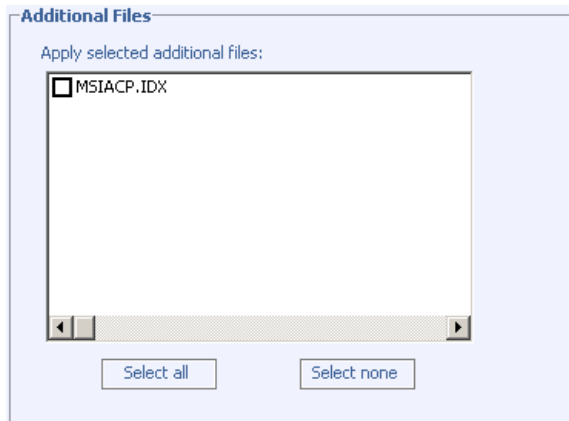 Additional Files
Apply selected additional files:
MSIACP.IDX
Select all
Select none